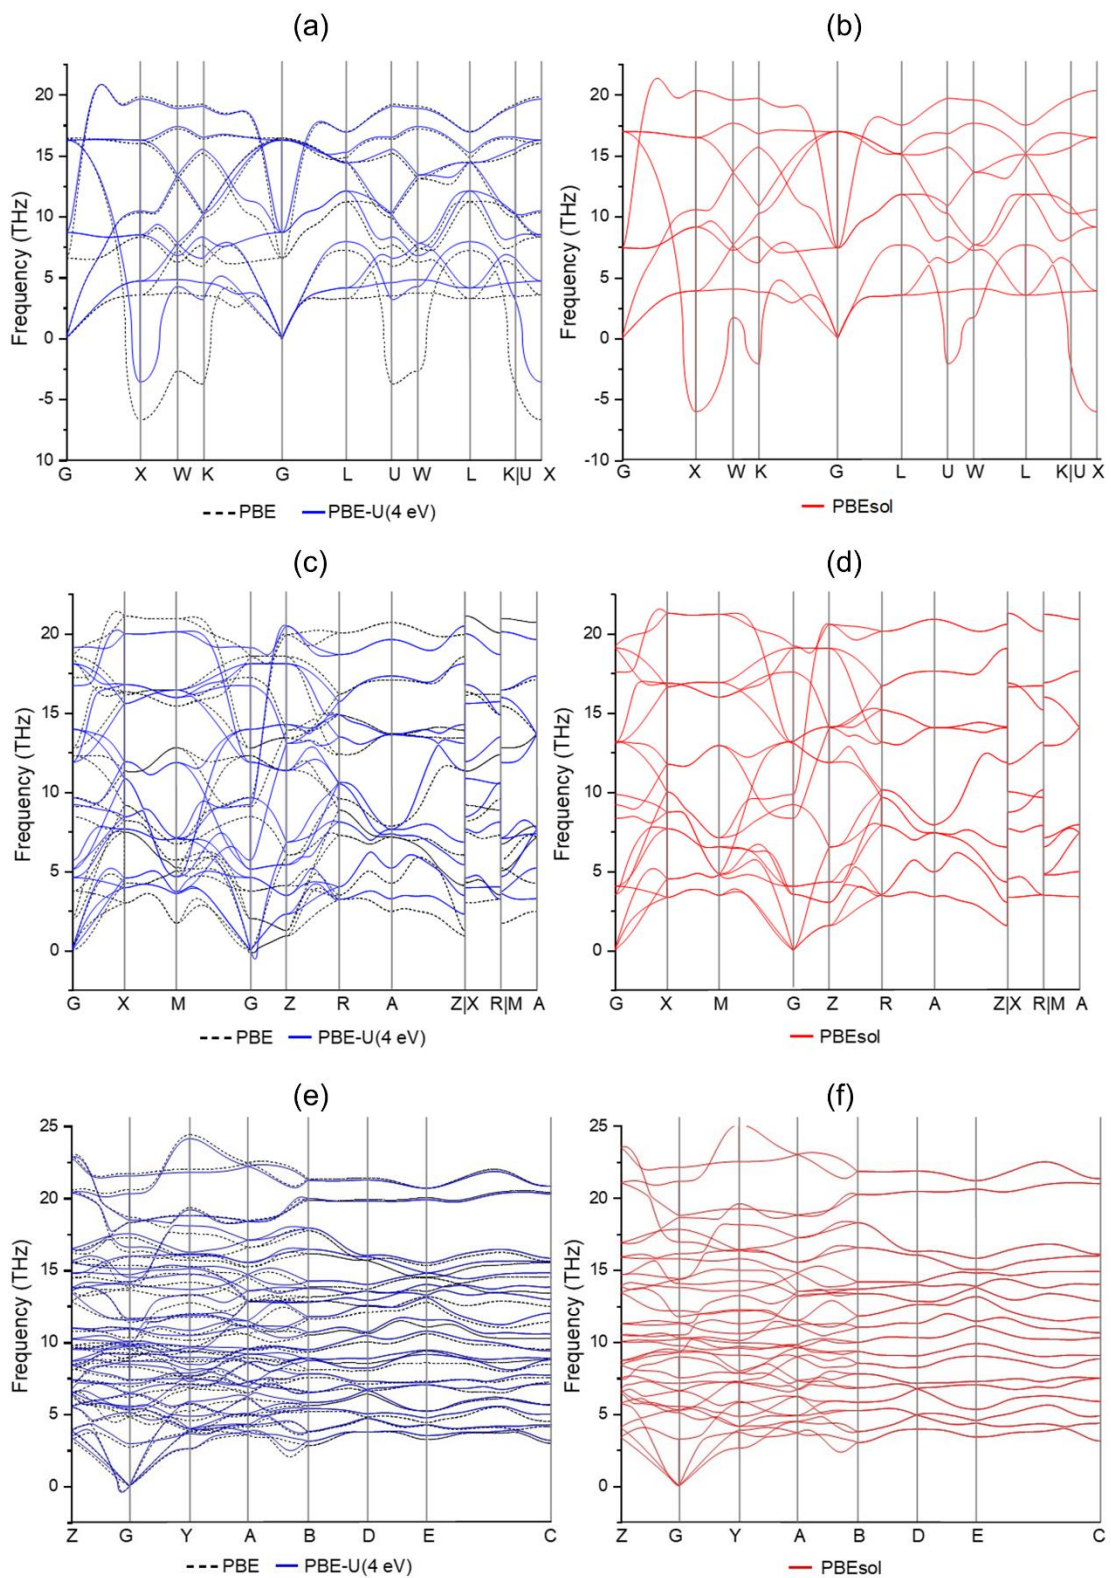 (a) (b)
20 20
15 15
10 10
5 5
0 0
-5 -5
10 -10
Frequency (THz) Frequency (THz)
G X W K G L U W L K|U X G X W K G L U W L K|U X
PBE PBE-U(4 eV) PBEsol
(c) (d)
20 20
15 15
10 10
5 5
0 0
Frequency (THz) Frequency (THz)
G X M G Z R A Z|X R|M A G X M G Z R A Z|X R|M A
PBE PBE-U(4 eV) PBEsol
(e) (f)
25 25
20 20
15 15
10 10
5 5
0 0
Frequency (THz) Frequency (THz)
Z G Y A B D E C Z G Y A B D E C
PBE PBE-U(4 eV) PBEsol